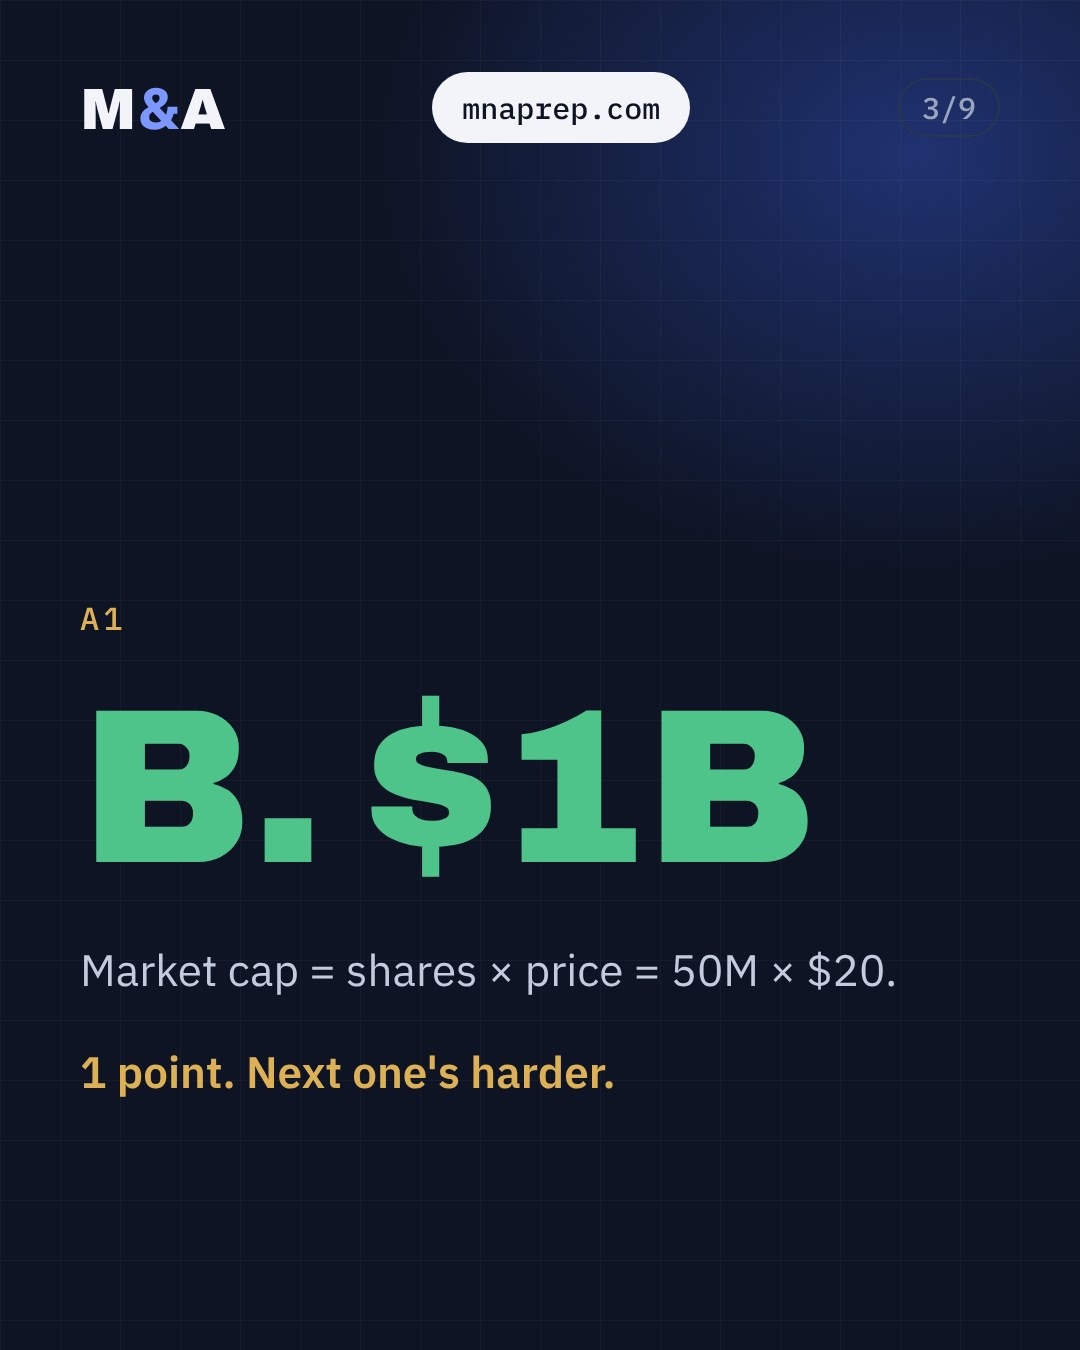 M&A
mnaprep.com
3/9
A1
B. $1B
Market cap = shares × price = 50M × $20.
1 point. Next one's harder.